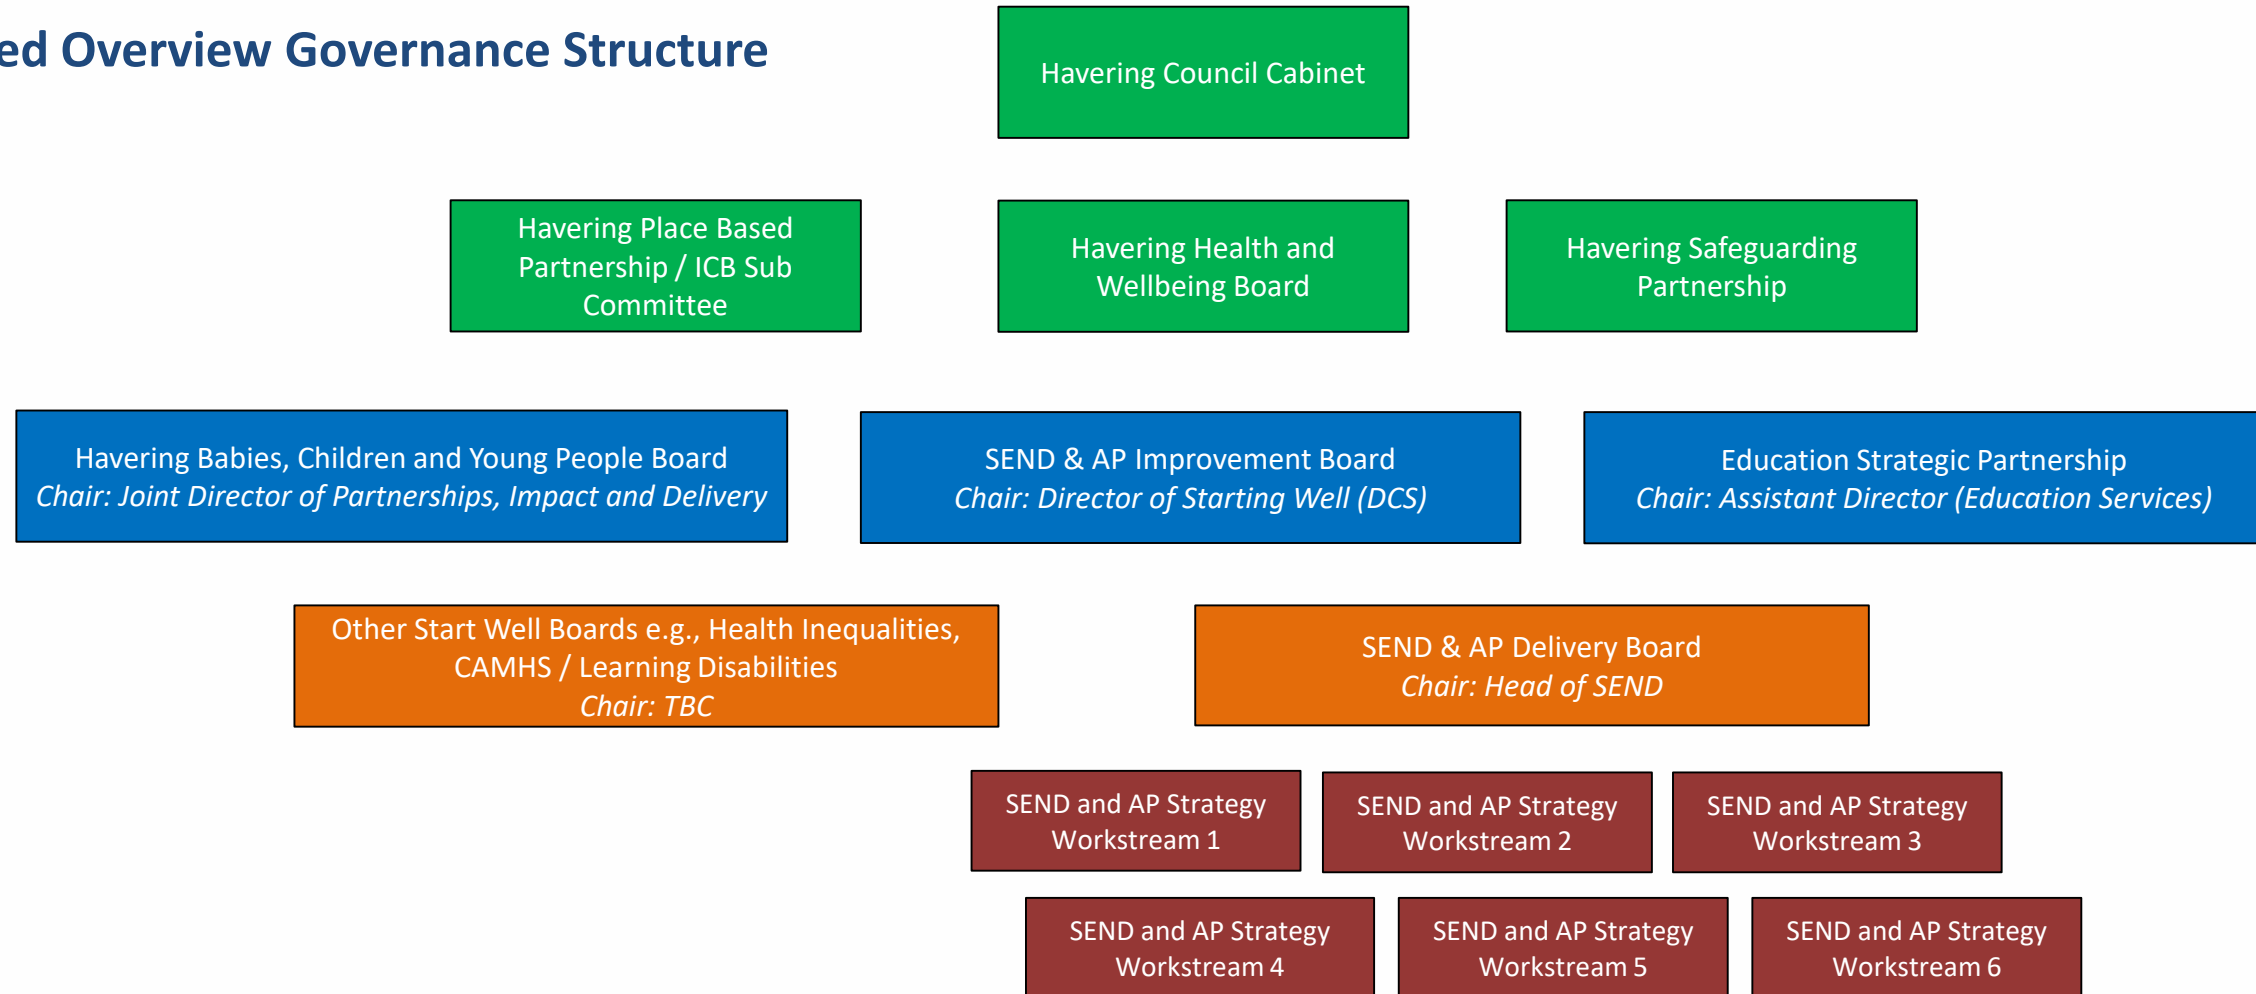 ed Overview Governance Structure
Havering Council Cabinet
Havering Place Based
Partnership / ICB Sub
Committee
Havering Health and
Wellbeing Board
Havering Safeguarding
Partnership
Havering Babies, Children and Young People Board
Chair: Joint Director of Partnerships, Impact and Delivery
SEND & AP Improvement Board
Chair: Director of Starting Well (DCS)
Education Strategic Partnership
Chair: Assistant Director (Education Services)
Other Start Well Boards e.g., Health Inequalities,
CAMHS / Learning Disabilities
Chair: TBC
SEND & AP Delivery Board
Chair: Head of SEND
SEND and AP Strategy
Workstream 1
SEND and AP Strategy
Workstream 2
SEND and AP Strategy
Workstream 3
SEND and AP Strategy
Workstream 4
SEND and AP Strategy
Workstream 5
SEND and AP Strategy
Workstream 6